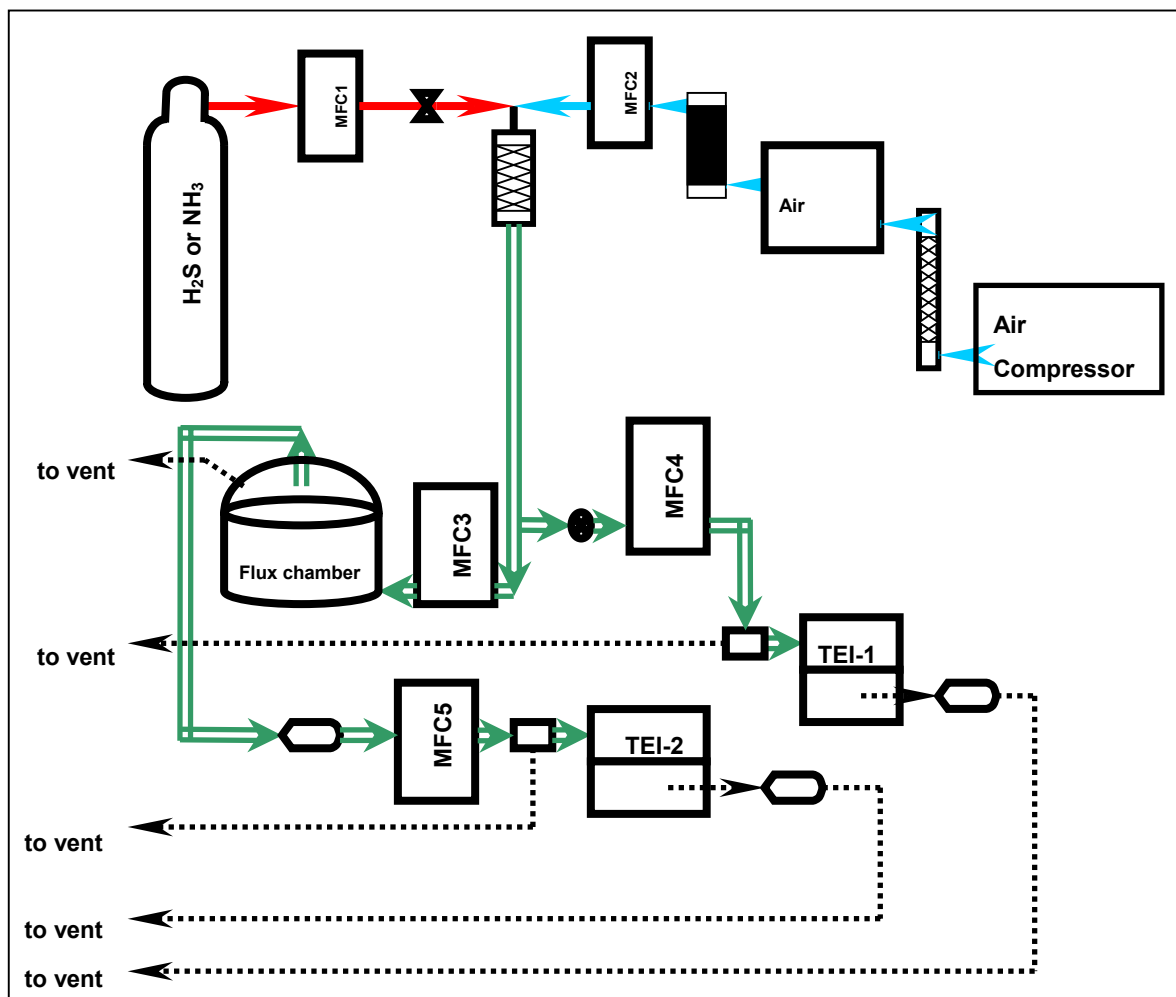 MFC1
MFC2
H₂S or NH₃
Air
Air
Compressor
MFC4
to vent
MFC3
Flux chamber
to vent
TEI-1
MFC5
TEI-2
to vent
to vent
to vent